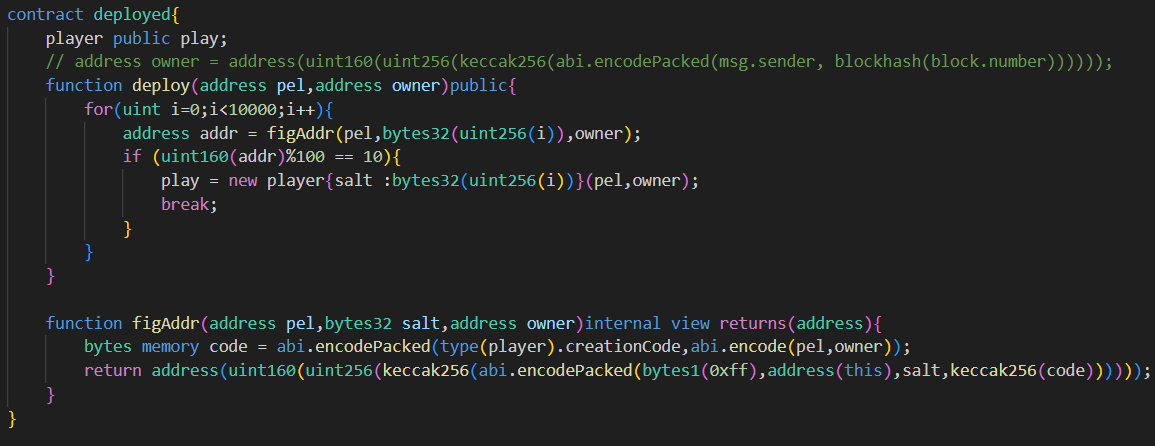 contract deployed{
    player public play;
    // address owner = address(uint160(uint256(keccak256(abi.encodePacked(msg.sender, blockhash(block.number))))));
    function deploy(address pel,address owner)public{
        for(uint i=0;i<10000;i++){
            address addr = figAddr(pel,bytes32(uint256(i)),owner);
            if (uint160(addr)%100 == 10){
                play = new player{salt :bytes32(uint256(i))}(pel,owner);
                break;
            }
        }
    }
    function figAddr(address pel,bytes32 salt,address owner)internal view returns(address){
        bytes memory code = abi.encodePacked(type(player).creationCode,abi.encode(pel,owner));
        return address(uint160(uint256(keccak256(abi.encodePacked(bytes1(0xff),address(this),salt,keccak256(code))))));
    }
}